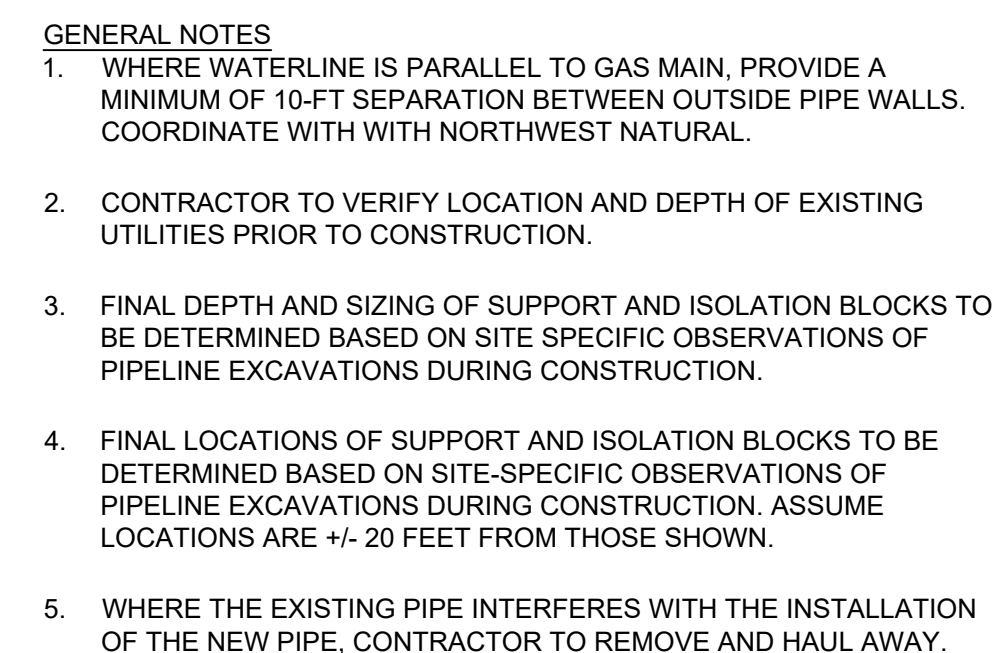 GENERAL NOTES
1. WHERE WATERLINE IS PARALLEL TO GAS MAIN, PROVIDE A
MINIMUM OF 10-FT SEPARATION BETWEEN OUTSIDE PIPE WALLS.
COORDINATE WITH WITH NORTHWEST NATURAL.
2. CONTRACTOR TO VERIFY LOCATION AND DEPTH OF EXISTING
UTILITIES PRIOR TO CONSTRUCTION.
3. FINAL DEPTH AND SIZING OF SUPPORT AND ISOLATION BLOCKS TO
BE DETERMINED BASED ON SITE SPECIFIC OBSERVATIONS OF
PIPELINE EXCAVATIONS DURING CONSTRUCTION.
4. FINAL LOCATIONS OF SUPPORT AND ISOLATION BLOCKS TO BE
DETERMINED BASED ON SITE-SPECIFIC OBSERVATIONS OF
PIPELINE EXCAVATIONS DURING CONSTRUCTION. ASSUME
LOCATIONS ARE +/- 20 FEET FROM THOSE SHOWN.
5. WHERE THE EXISTING PIPE INTERFERES WITH THE INSTALLATION
OF THE NEW PIPE, CONTRACTOR TO REMOVE AND HAUL AWAY.